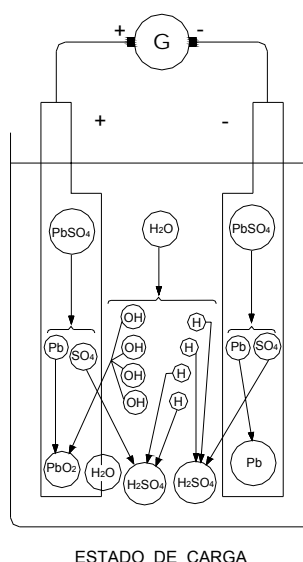 + G -
+ -
PbSO4 H2O PbSO4
OH H
Pb SO4 OH H Pb SO4
OH H
OH H
PbO2 H2O H2SO4 H2SO4 Pb
ESTADO DE CARGA